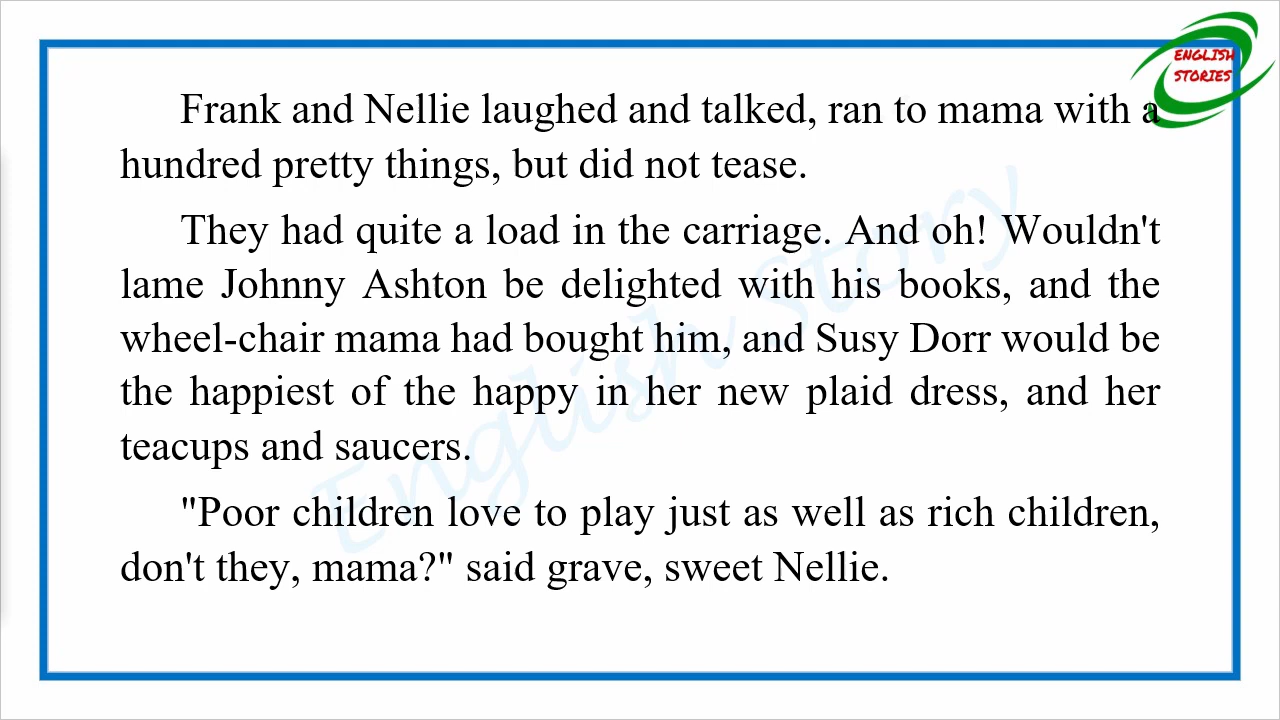 ENGLISH
STORIES
Frank and Nellie laughed and talked, ran to mama with a
hundred pretty things, but did not tease.
They had quite a load in the carriage. And oh! Wouldn't
lame Johnny Ashton be delighted with his books, and the
wheel-chair mama had bought him, and Susy Dorr would be
the happiest of the happy in her new plaid dress, and her
teacups and saucers.
"Poor children love to play just as well as rich children,
don't they, mama?" said grave, sweet Nellie.
English Story